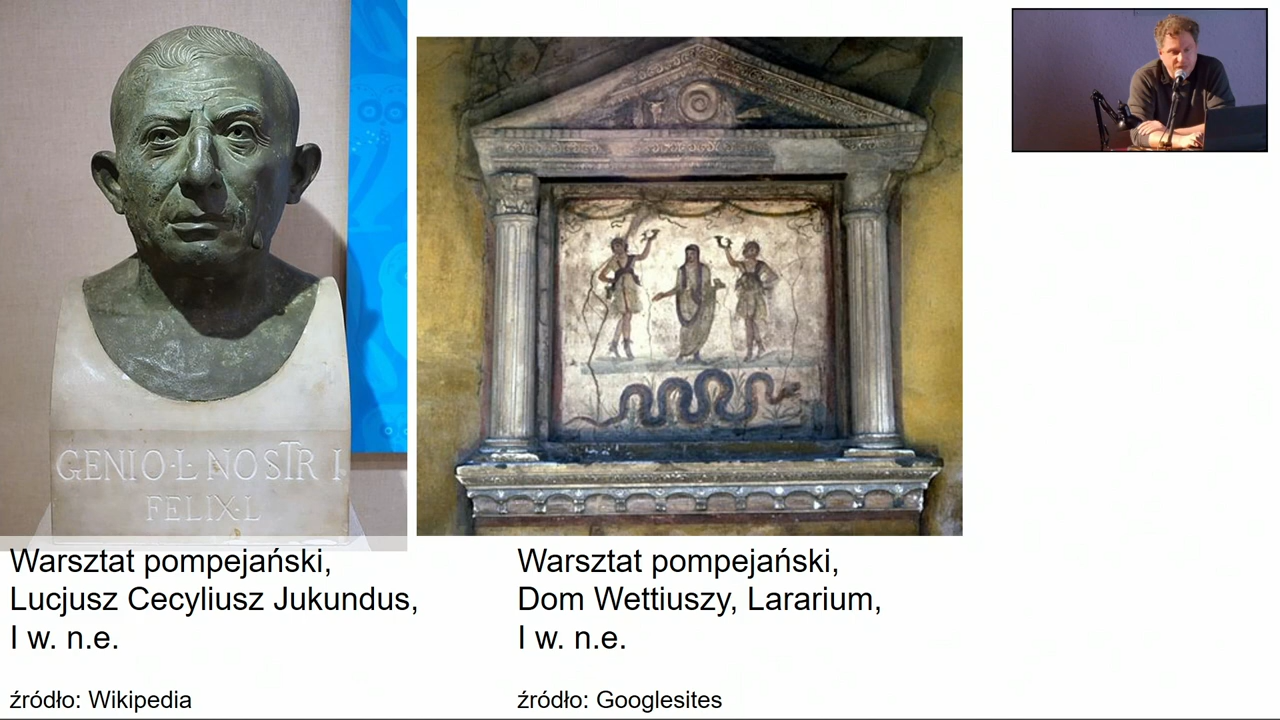 GENIO·L·NOSTRI
FELIX·L
Warsztat pompejański,
Lucjusz Cecyliusz Jukundus,
I w. n.e.
źródło: Wikipedia
Warsztat pompejański,
Dom Wettiuszy, Lararium,
I w. n.e.
źródło: Googlesites